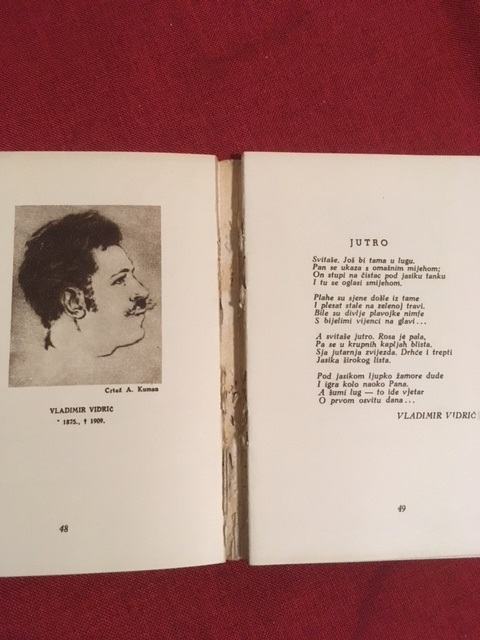 Crtež A. Kuman
VLADIMIR VIDRIĆ
* 1875., † 1909.
48
JUTRO
Svitaše. Još bi tama u lugu.
Pan se ukaza s omašnim mijehom;
On stupi na čistac pod jasiku tanku
I tu se oglasi smijehom.
Plahe su sjene došle iz tame
I plesat stale na zelenoj travi.
Bile su divlje plavojke nimfe
S bijelimi vijenci na glavi...
A svitaše jutro. Rosa je pala,
Pa se u krupnih kapljah blista.
Sja jutarnja zvijezda. Drhće i trepti
Jasika širokog lista.
Pod jasikom ljupko žamore dude
I igra kolo naoko Pana.
A šumi lug — to ide vjetar
O prvom osvitu dana...
VLADIMIR VIDRIĆ
49